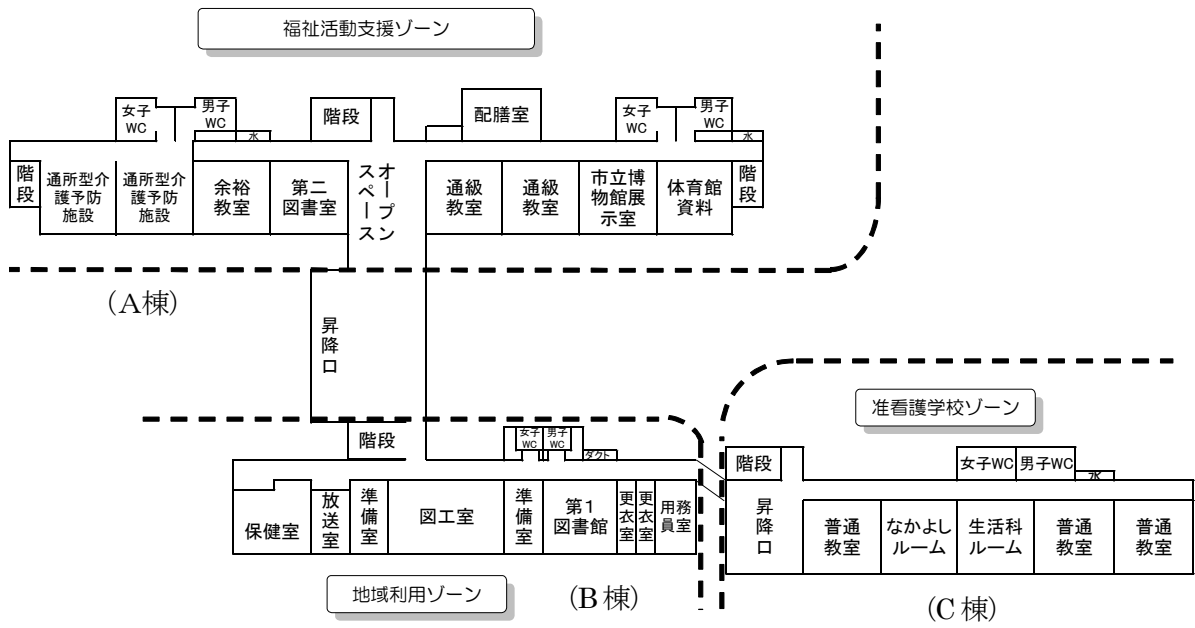 福祉活動支援ゾーン
女子
WC
男子
WC
水
階段
配膳室
女子
WC
男子
WC
水
階段
通所型介
護予防
施設
通所型介
護予防
施設
余裕
教室
第二
図書室
オープン
スペース
通級
教室
通級
教室
市立博
物館展
示室
体育館
資料
階段
(A棟)
昇降口
准看護学校ゾーン
階段
女子
WC
男子
WC
ダクト
保健室
放送室
準備室
図工室
準備室
第1
図書館
更衣室
更衣室
用務
員室
地域利用ゾーン
(B棟)
階段
女子WC
男子WC
水
昇降口
普通
教室
なかよし
ルーム
生活科
ルーム
普通
教室
普通
教室
(C棟)